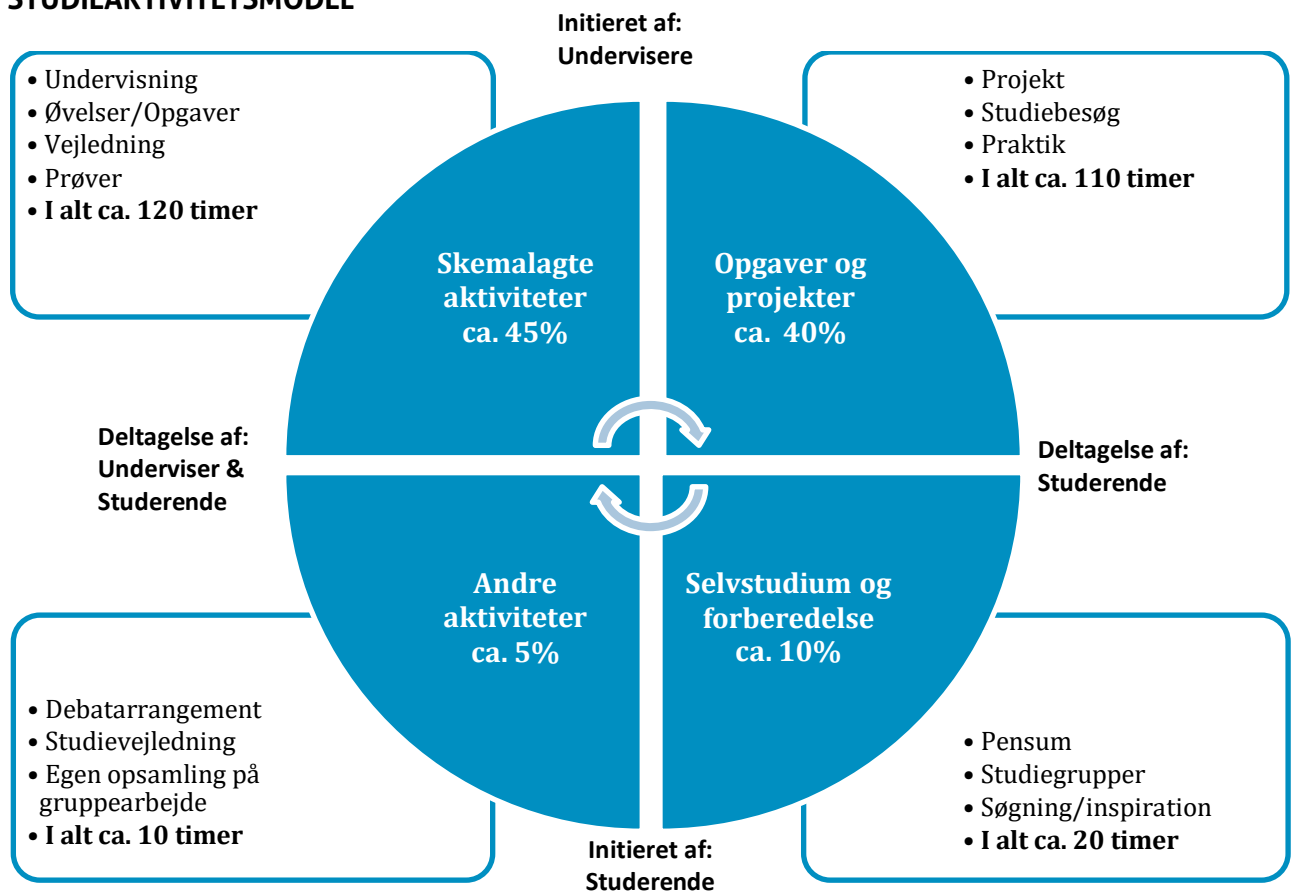 STUDIEAKTIVITETSMODEL
Initieret af:
Undervisere
• Undervisning
• Øvelser/Opgaver
• Vejledning
• Prøver
• I alt ca. 120 timer
• Projekt
• Studiebesøg
• Praktik
• I alt ca. 110 timer
Skemalagte
aktiviteter
ca. 45%
Opgaver og
projekter
ca. 40%
Deltagelse af:
Underviser &
Studerende
Deltagelse af:
Studerende
Andre
aktiviteter
ca. 5%
Selvstudium og
forberedelse
ca. 10%
• Debatarrangement
• Studievejledning
• Egen opsamling på
gruppearbejde
• I alt ca. 10 timer
• Pensum
• Studiegrupper
• Søgning/inspiration
• I alt ca. 20 timer
Initieret af:
Studerende